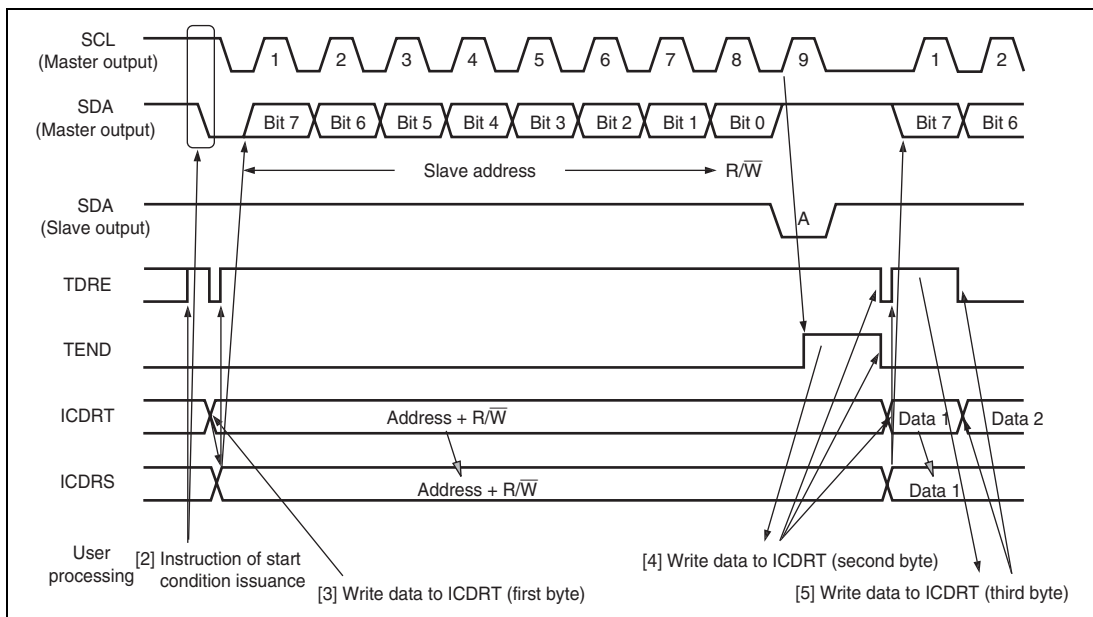 SCL
(Master output)
1 2 3 4 5 6 7 8 9 1 2
SDA
(Master output)
Bit 7 Bit 6 Bit 5 Bit 4 Bit 3 Bit 2 Bit 1 Bit 0 Bit 7 Bit 6
Slave address R/W̅
SDA
(Slave output)
A
TDRE
TEND
ICDRT
Address + R/W̅ Data 1 Data 2
ICDRS
Address + R/W̅ Data 1
User
processing
[2] Instruction of start
condition issuance
[3] Write data to ICDRT (first byte)
[4] Write data to ICDRT (second byte)
[5] Write data to ICDRT (third byte)